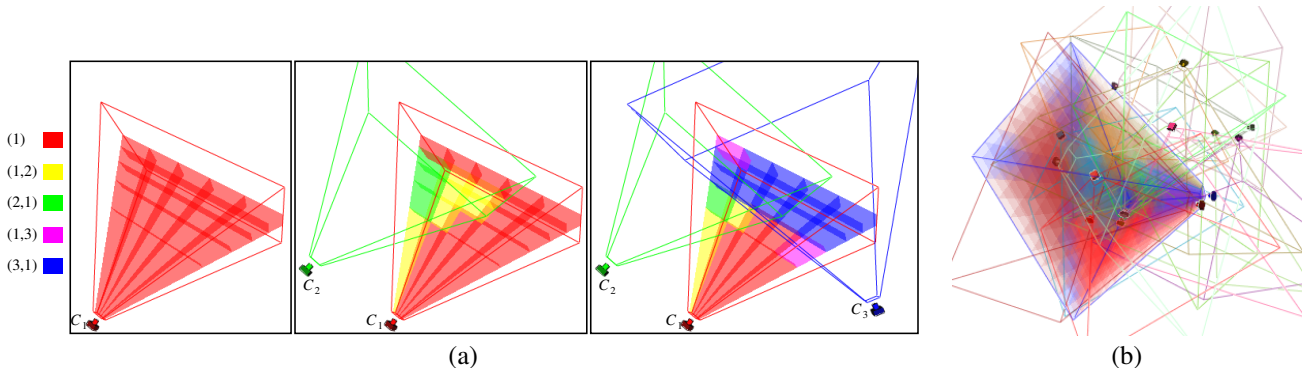 (1)
(1,2)
(2,1)
(1,3)
(3,1)
C1
C2
C1
C2
C1
C3
(a)
(b)